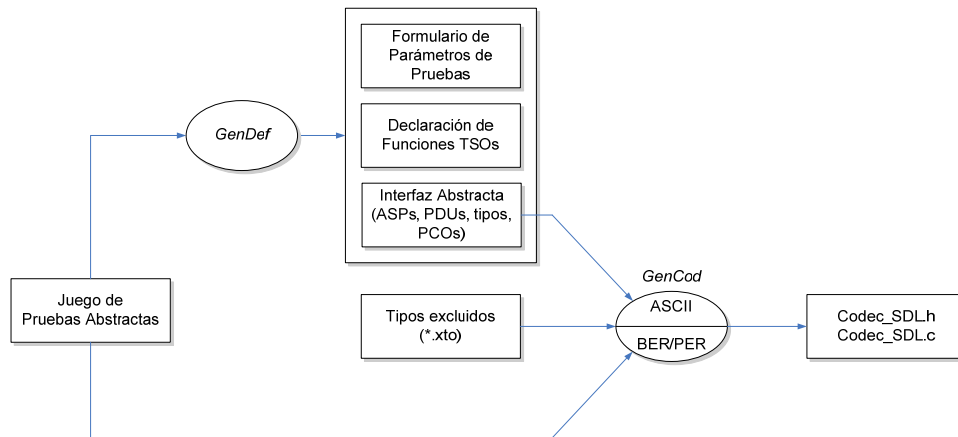 Formulario de
Parámetros de
Pruebas
GenDef
Declaración de
Funciones TSOs
Interfaz Abstracta
(ASPs, PDUs, tipos,
PCOs)
Juego de
Pruebas Abstractas
Tipos excluidos
(*.xto)
GenCod
ASCII
BER/PER
Codec_SDL.h
Codec_SDL.c